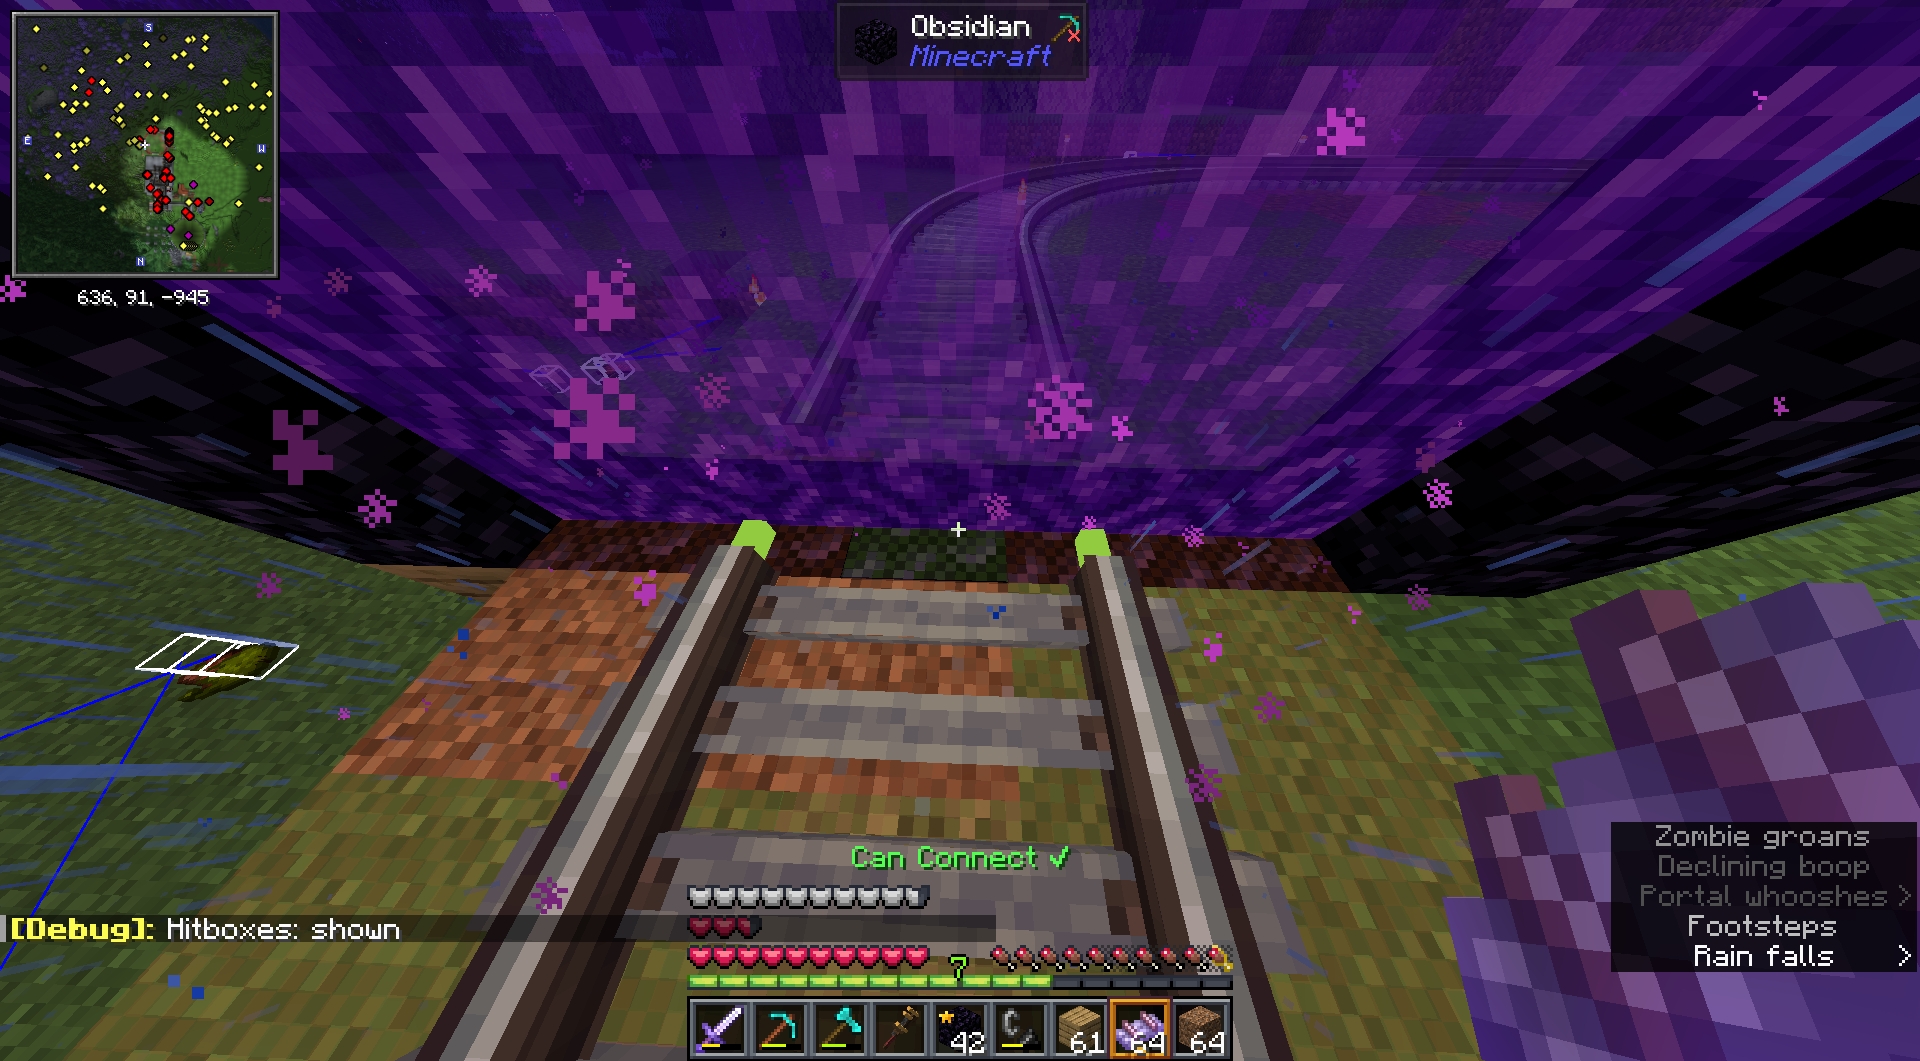 Obsidian
Minecraft
S
E
W
N
636, 91, -945
Can Connect ✓
[Debug]: Hitboxes: shown
Zombie groans
Declining boop
Portal whooshes >
Footsteps
Rain falls >
7
42
61
64
64